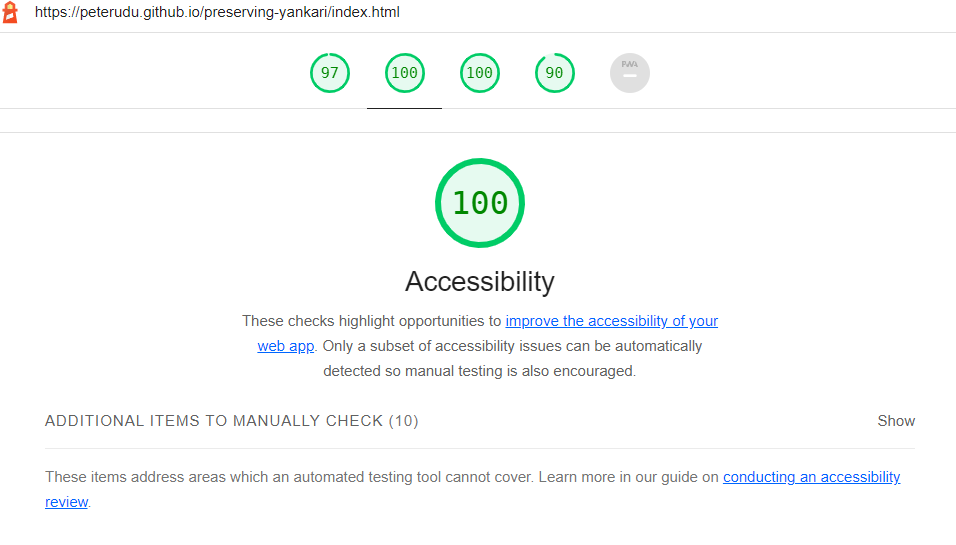 https://peterudu.github.io/preserving-yankari/index.html
97
100
100
90
PWA
100
Accessibility
These checks highlight opportunities to improve the accessibility of your
web app. Only a subset of accessibility issues can be automatically
detected so manual testing is also encouraged.
ADDITIONAL ITEMS TO MANUALLY CHECK (10) Show
These items address areas which an automated testing tool cannot cover. Learn more in our guide on conducting an accessibility
review.